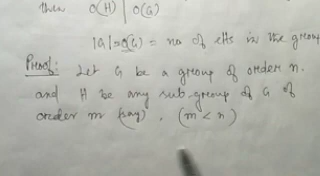 then O(H) | O(G)
|G| = O(G) = no of elts in the group
Proof: Let G be a group of order n.
and H be any sub group of G of
order m (say). (m < n)